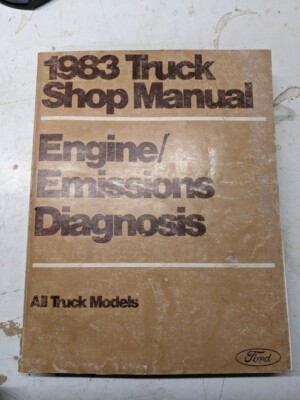 1983 Truck
Shop Manual
Engine/
Emissions
Diagnosis
All Truck Models
Ford